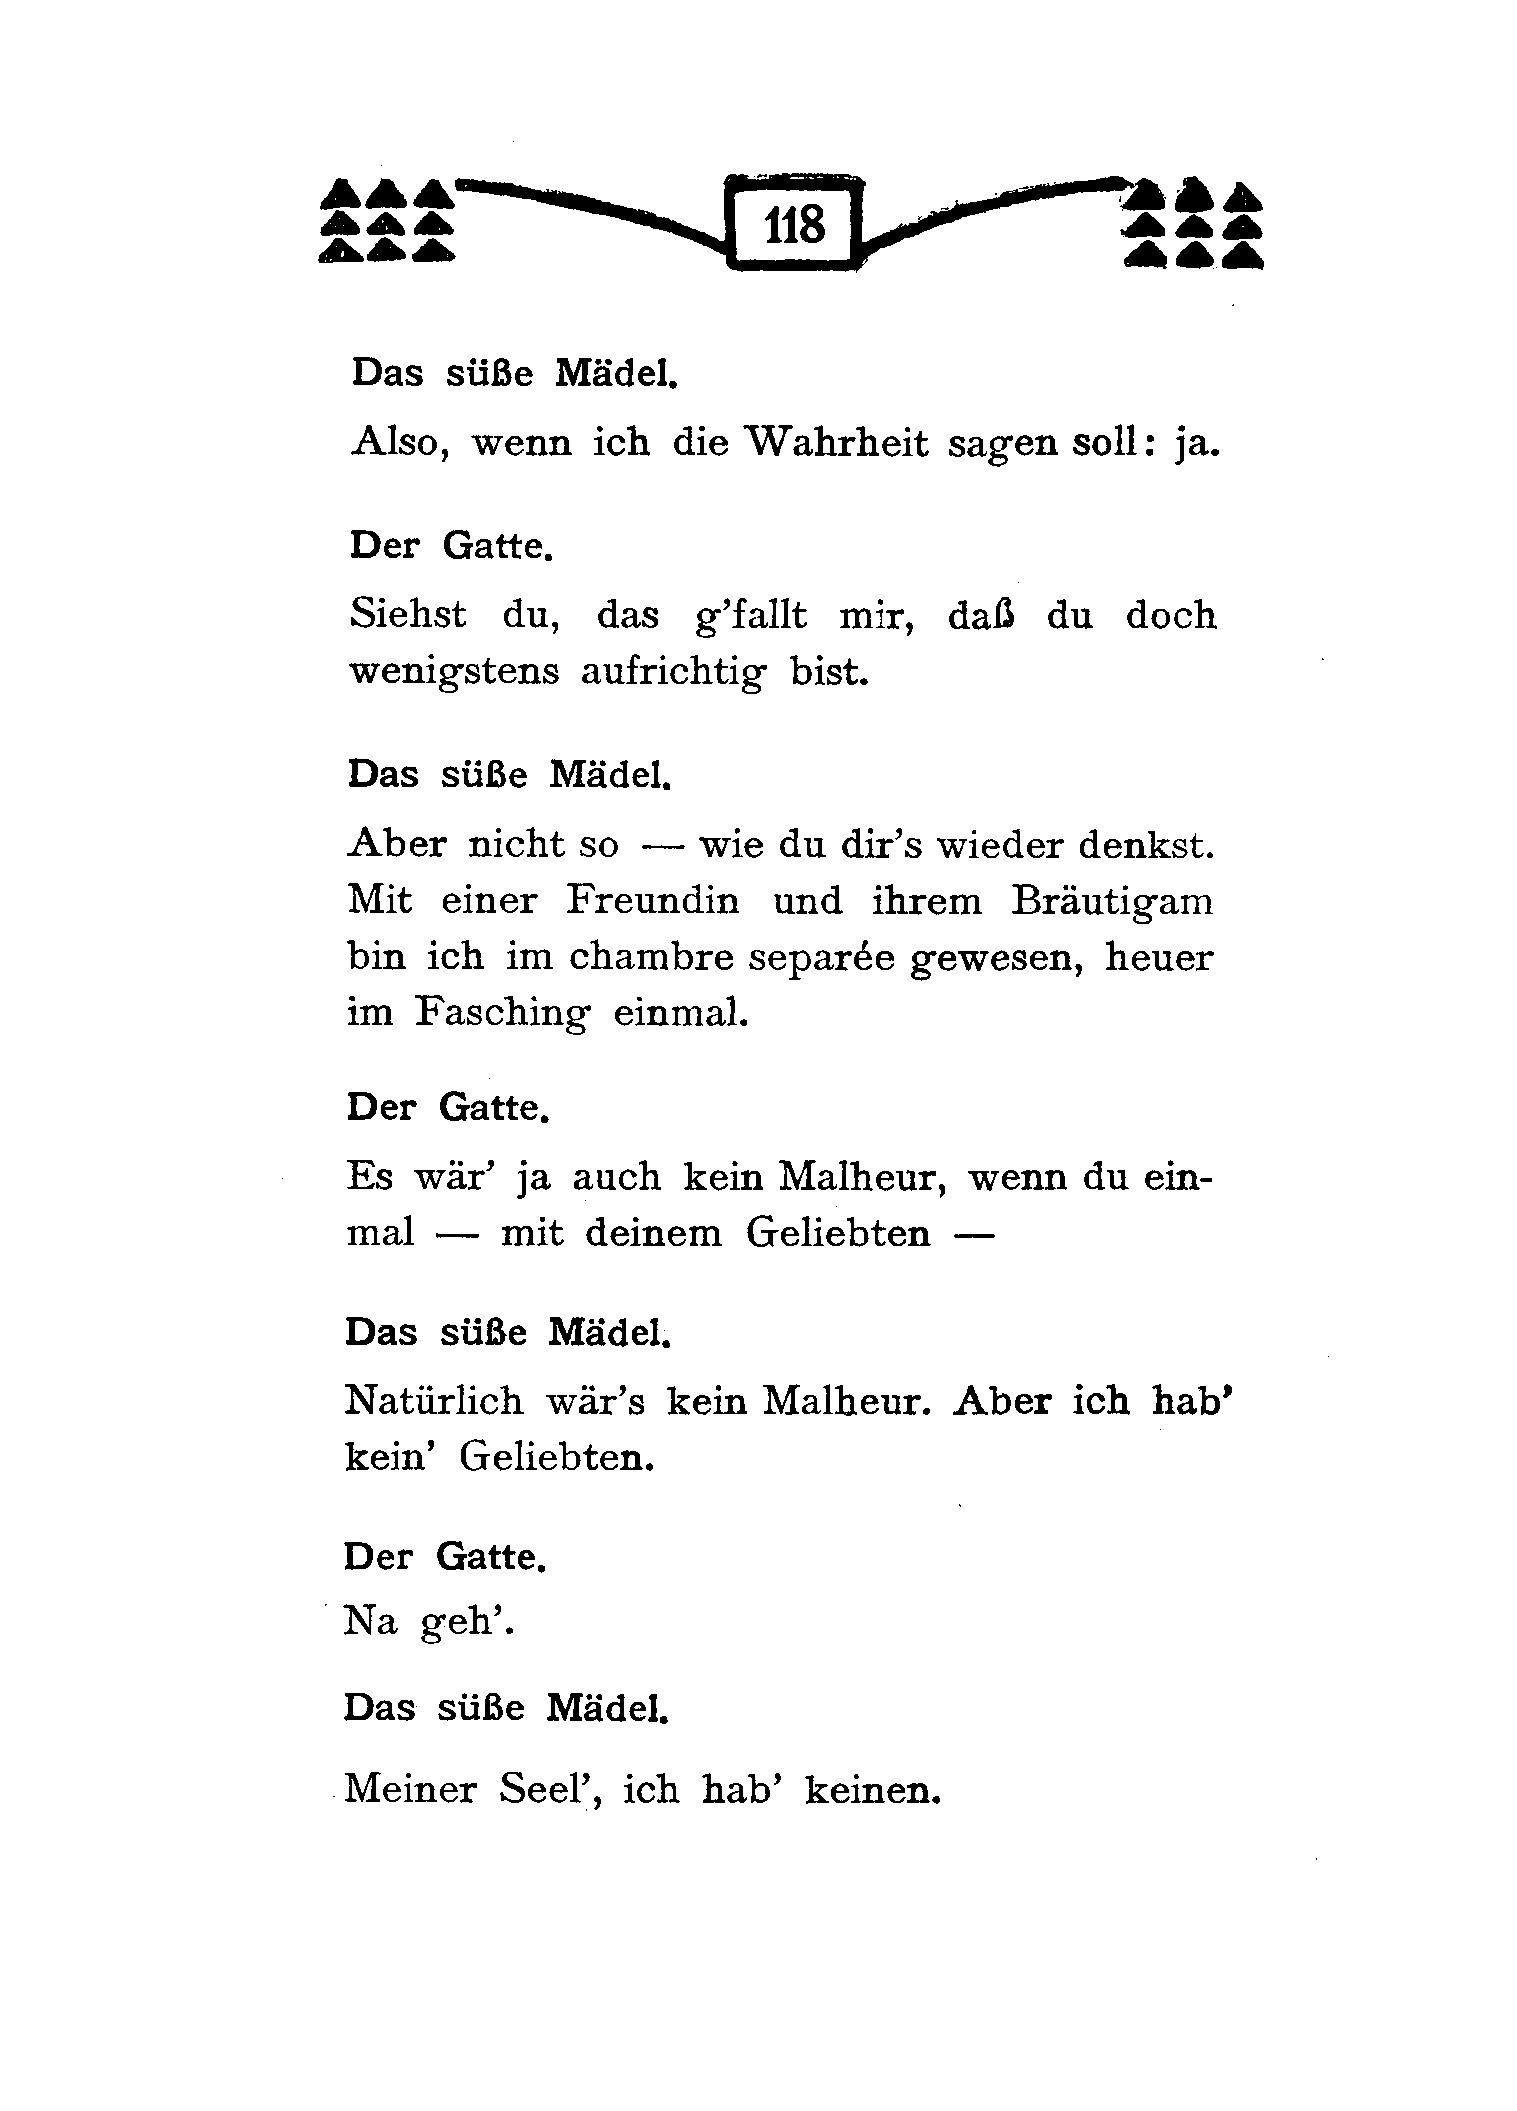 118
Das süße Mädel.
Also, wenn ich die Wahrheit sagen soll: ja.
Der Gatte.
Siehst du, das g’fallt mir, daß du doch
wenigstens aufrichtig bist.
Das süße Mädel.
Aber nicht so — wie du dir’s wieder denkst.
Mit einer Freundin und ihrem Bräutigam
bin ich im chambre separée gewesen, heuer
im Fasching einmal.
Der Gatte.
Es wär’ ja auch kein Malheur, wenn du ein-
mal — mit deinem Geliebten —
Das süße Mädel.
Natürlich wär’s kein Malheur. Aber ich hab’
kein’ Geliebten.
Der Gatte.
Na geh’.
Das süße Mädel.
Meiner Seel’, ich hab’ keinen.